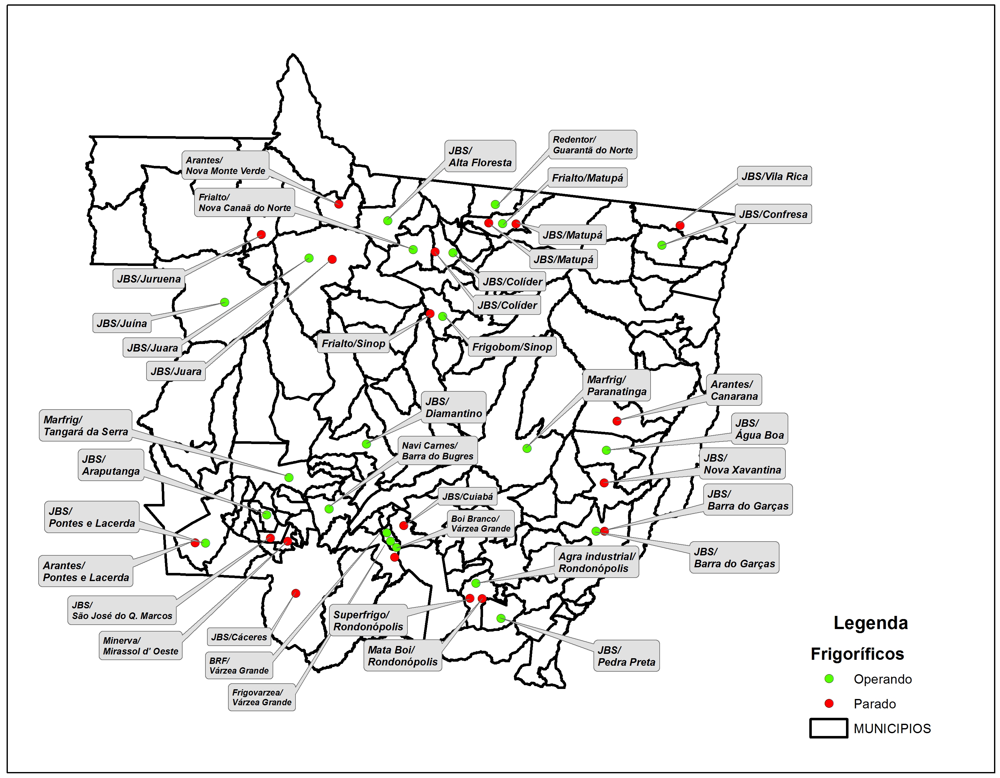 Redentor/
Guarantã do Norte
JBS/
Alta Floresta
Arantes/
Nova Monte Verde
Frialto/Matupá
JBS/Vila Rica
Frialto/
Nova Canaã do Norte
JBS/Confresa
JBS/Matupá
JBS/Matupá
JBS/Juruena
JBS/Colíder
JBS/Colíder
JBS/Juína
JBS/Juara
Frialto/Sinop
Frigobom/Sinop
JBS/Juara
Marfrig/
Paranatinga
Arantes/
Canarana
JBS/
Diamantino
Marfrig/
Tangará da Serra
JBS/
Água Boa
Navi Carnes/
Barra do Bugres
JBS/
Araputanga
JBS/
Nova Xavantina
JBS/Cuiabá
JBS/
Barra do Garças
JBS/
Pontes e Lacerda
Boi Branco/
Várzea Grande
JBS/
Barra do Garças
Agra industrial/
Rondonópolis
Arantes/
Pontes e Lacerda
JBS/
São José do Q. Marcos
Superfrigo/
Rondonópolis
JBS/Cáceres
Minerva/
Mirassol d' Oeste
Mata Boi/
Rondonópolis
JBS/
Pedra Preta
BRF/
Várzea Grande
Frigovarzea/
Várzea Grande
Legenda
Frigoríficos
Operando
Parado
MUNICIPIOS